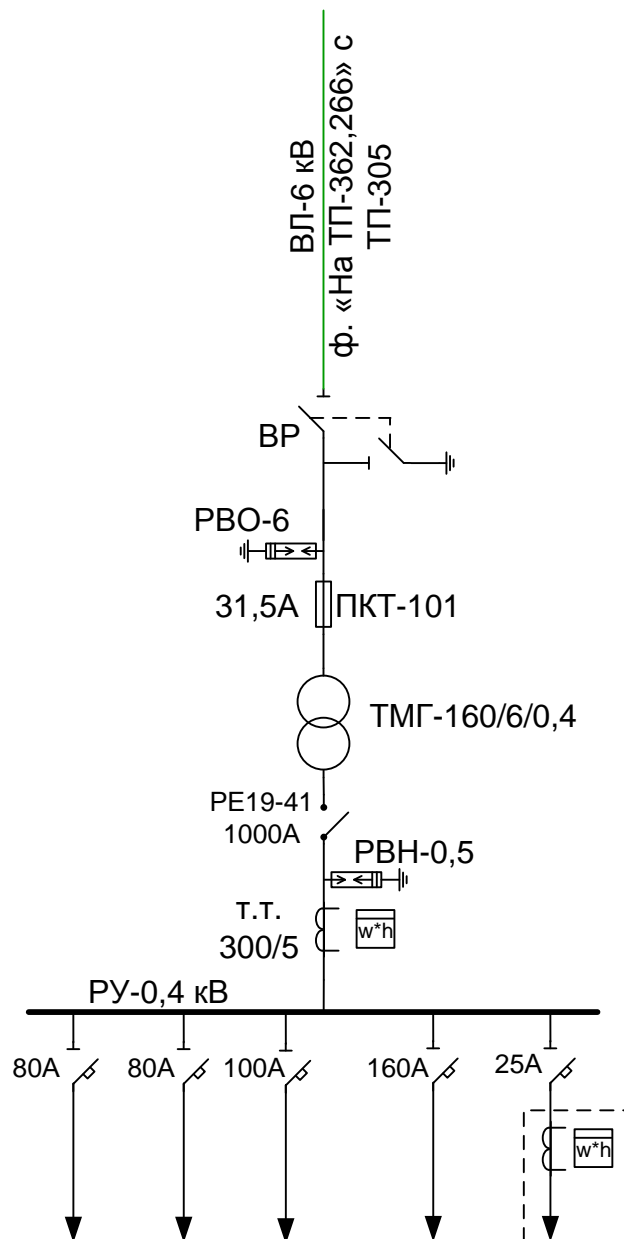 ВЛ-6 кВ
ф. «На ТП-362,266» с
ТП-305
ВР
РВО-6
31,5А
ПКТ-101
ТМГ-160/6/0,4
РЕ19-41
1000А
РВН-0,5
т.т.
300/5
w*h
РУ-0,4 кВ
80А
80А
100А
160А
25А
w*h